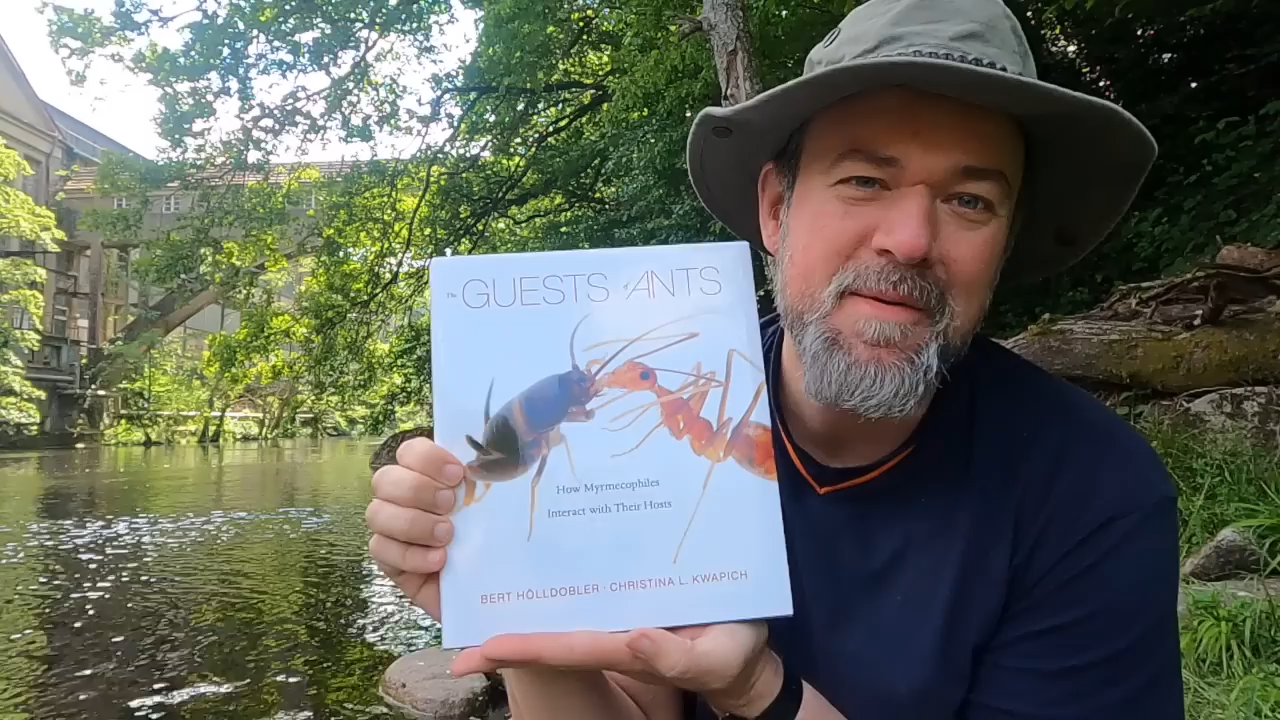 The GUESTS of ANTS
How Myrmecophiles
Interact with Their Hosts
BERT HÖLLDOBLER · CHRISTINA L. KWAPICH